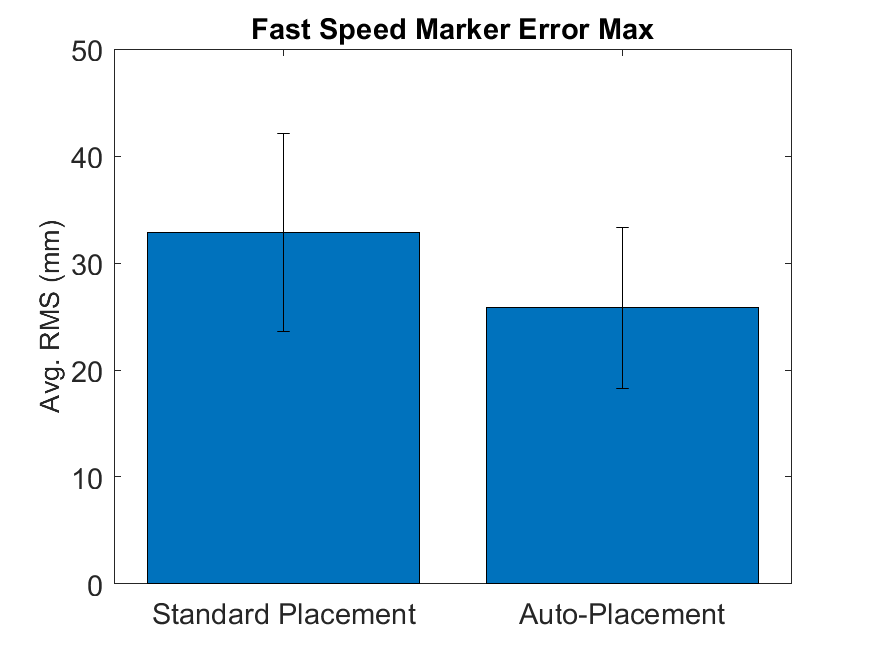 Fast Speed Marker Error Max
50
40
30
20
10
0
Avg. RMS (mm)
Standard Placement
Auto-Placement